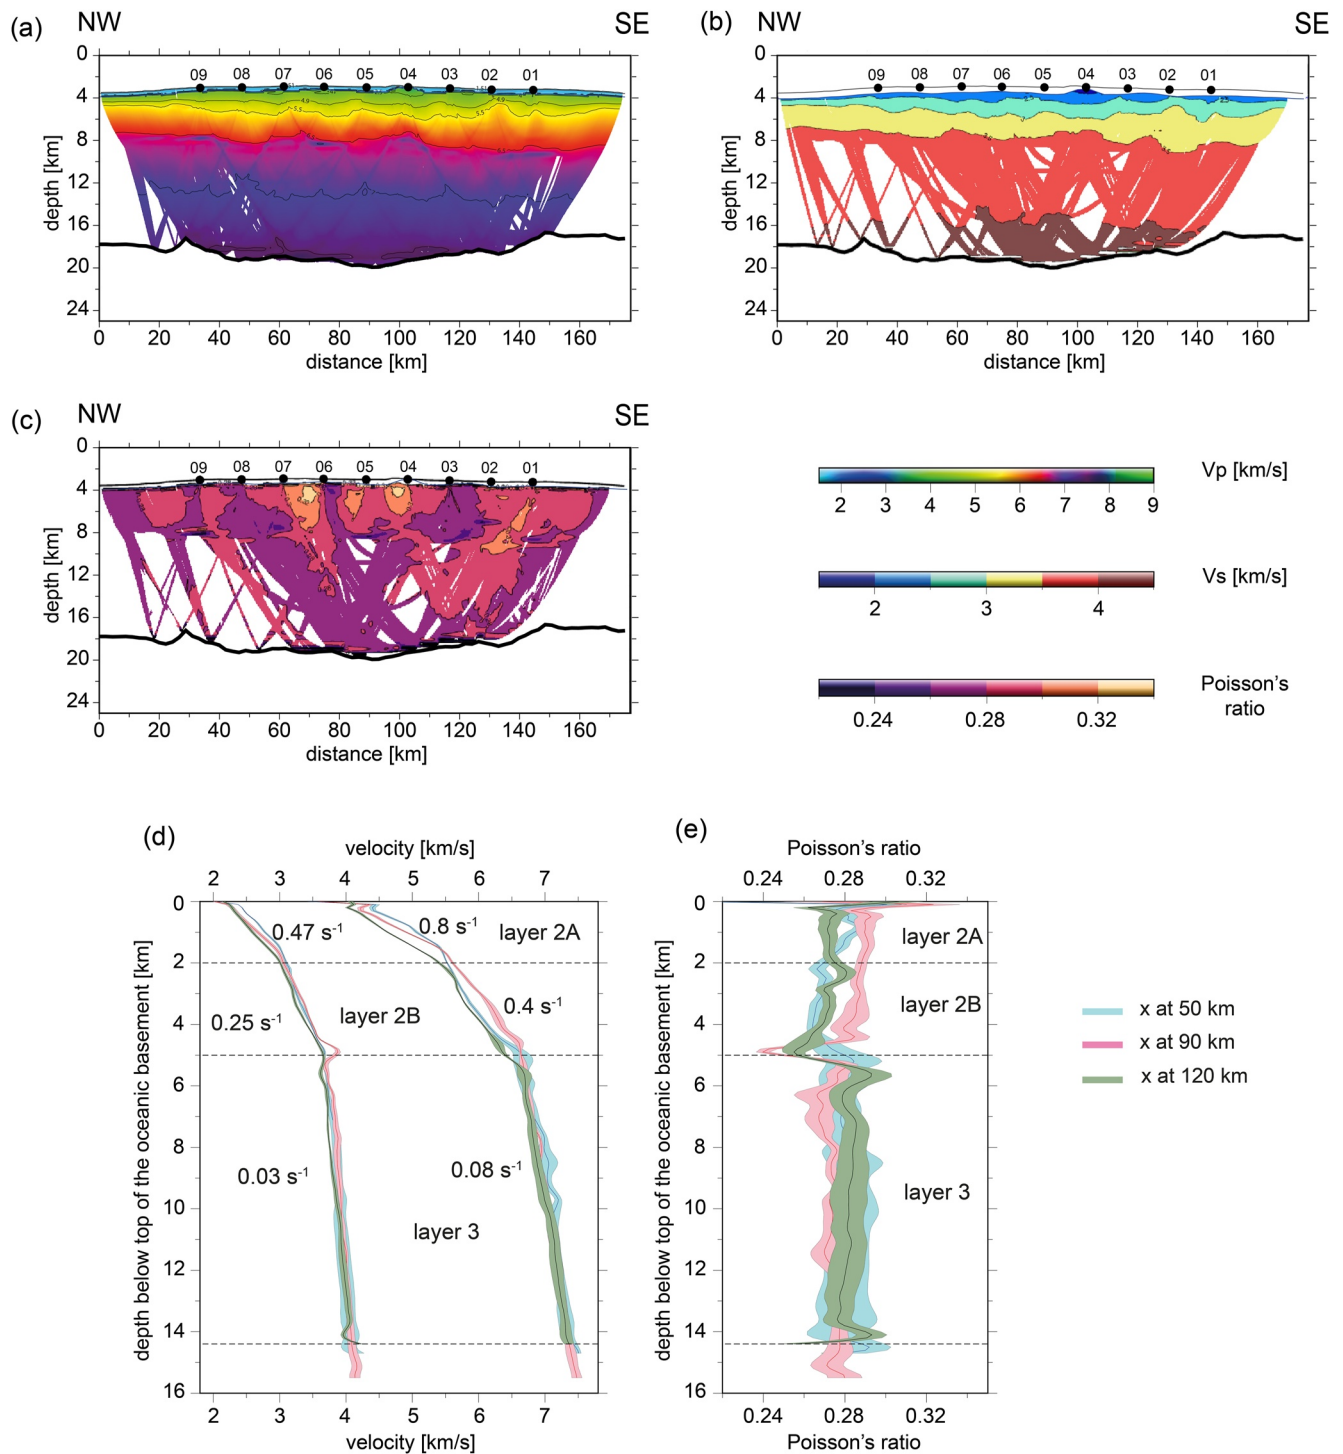 (a) NW SE
0
4
8
12
16
20
24
depth [km]
09 08 07 06 05 04 03 02 01
0 20 40 60 80 100 120 140 160
distance [km]
(b) NW SE
0
4
8
12
16
20
24
depth [km]
09 08 07 06 05 04 03 02 01
0 20 40 60 80 100 120 140 160
distance [km]
(c) NW SE
0
4
8
12
16
20
24
depth [km]
09 08 07 06 05 04 03 02 01
0 20 40 60 80 100 120 140 160
distance [km]
Vp [km/s]
2 3 4 5 6 7 8 9
Vs [km/s]
2 3 4
Poisson's
ratio
0.24 0.28 0.32
(d)
velocity [km/s]
2 3 4 5 6 7
0
2
4
6
8
10
12
14
16
depth below top of the oceanic basement [km]
0.47 s-1
0.8 s-1
layer 2A
0.25 s-1
layer 2B
0.4 s-1
0.03 s-1
0.08 s-1
layer 3
2 3 4 5 6 7
velocity [km/s]
(e)
Poisson's ratio
0.24 0.28 0.32
0
2
4
6
8
10
12
14
16
depth below top of the oceanic basement [km]
layer 2A
layer 2B
layer 3
0.24 0.28 0.32
Poisson's ratio
x at 50 km
x at 90 km
x at 120 km